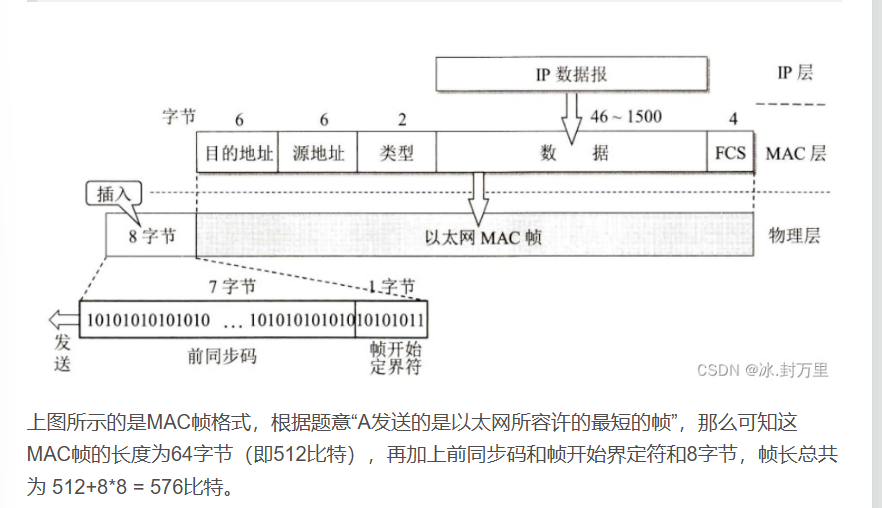 IP 数据报
IP 层
字节
6
6
2
46 ~ 1500
4
目的地址
源地址
类型
数 据
FCS
MAC 层
插入
8 字节
以太网 MAC 帧
物理层
7 字节
1 字节
10101010101010 … 101010101010
10101011
发送
前同步码
帧开始
定界符
CSDN @冰.封万里
上图所示的是MAC帧格式，根据题意“A发送的是以太网所容许的最短的帧”，那么可知这
MAC帧的长度为64字节（即512比特），再加上前同步码和帧开始界定符和8字节，帧长总共
为 512+8*8 = 576比特。